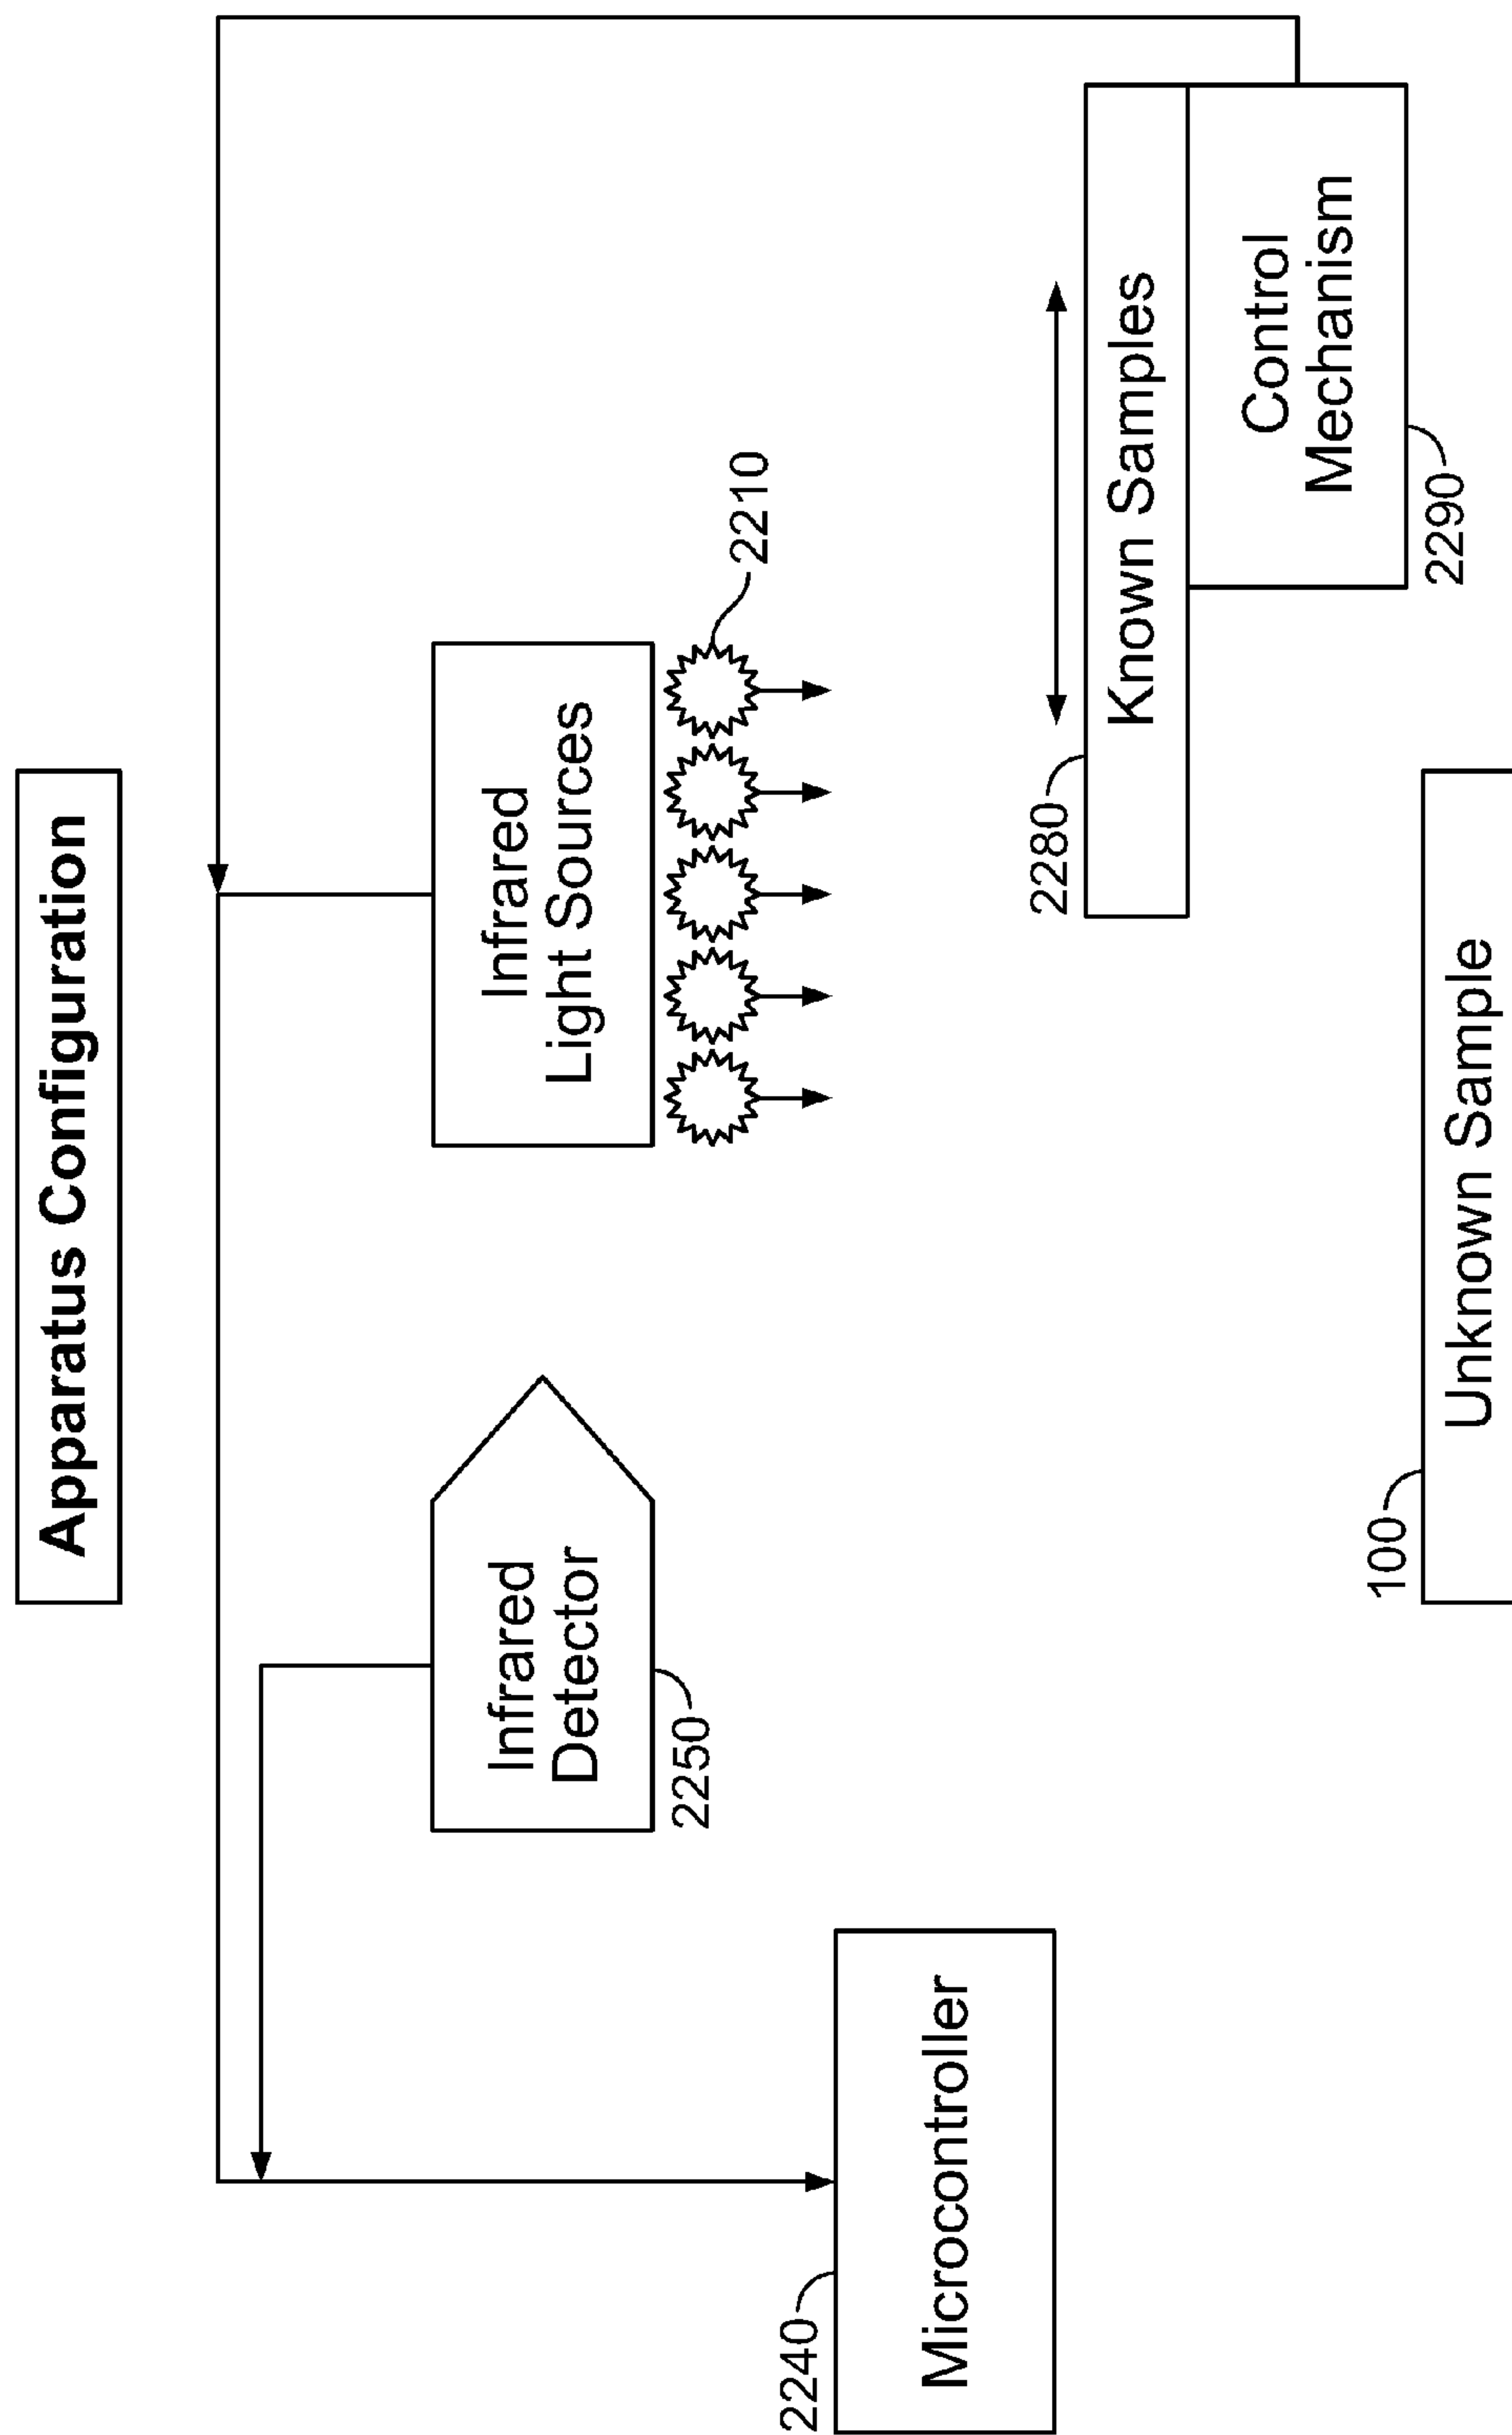 Apparatus Configuration
Infrared
Light Sources
2210
Infrared
Detector
2250
Microcontroller
2240
2280
Known Samples
Control
Mechanism
2290
100
Unknown Sample